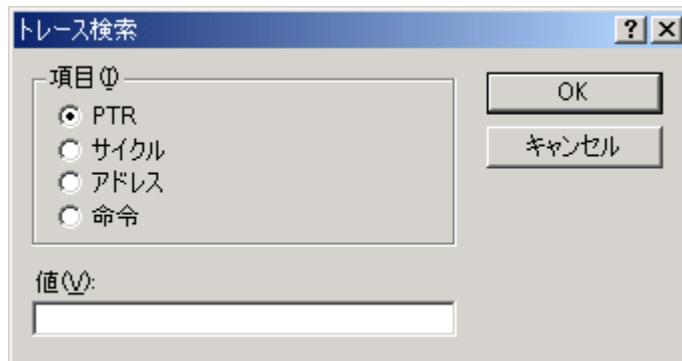 トレース検索
項目(I)
PTR
サイクル
アドレス
命令
OK
キャンセル
値(V):